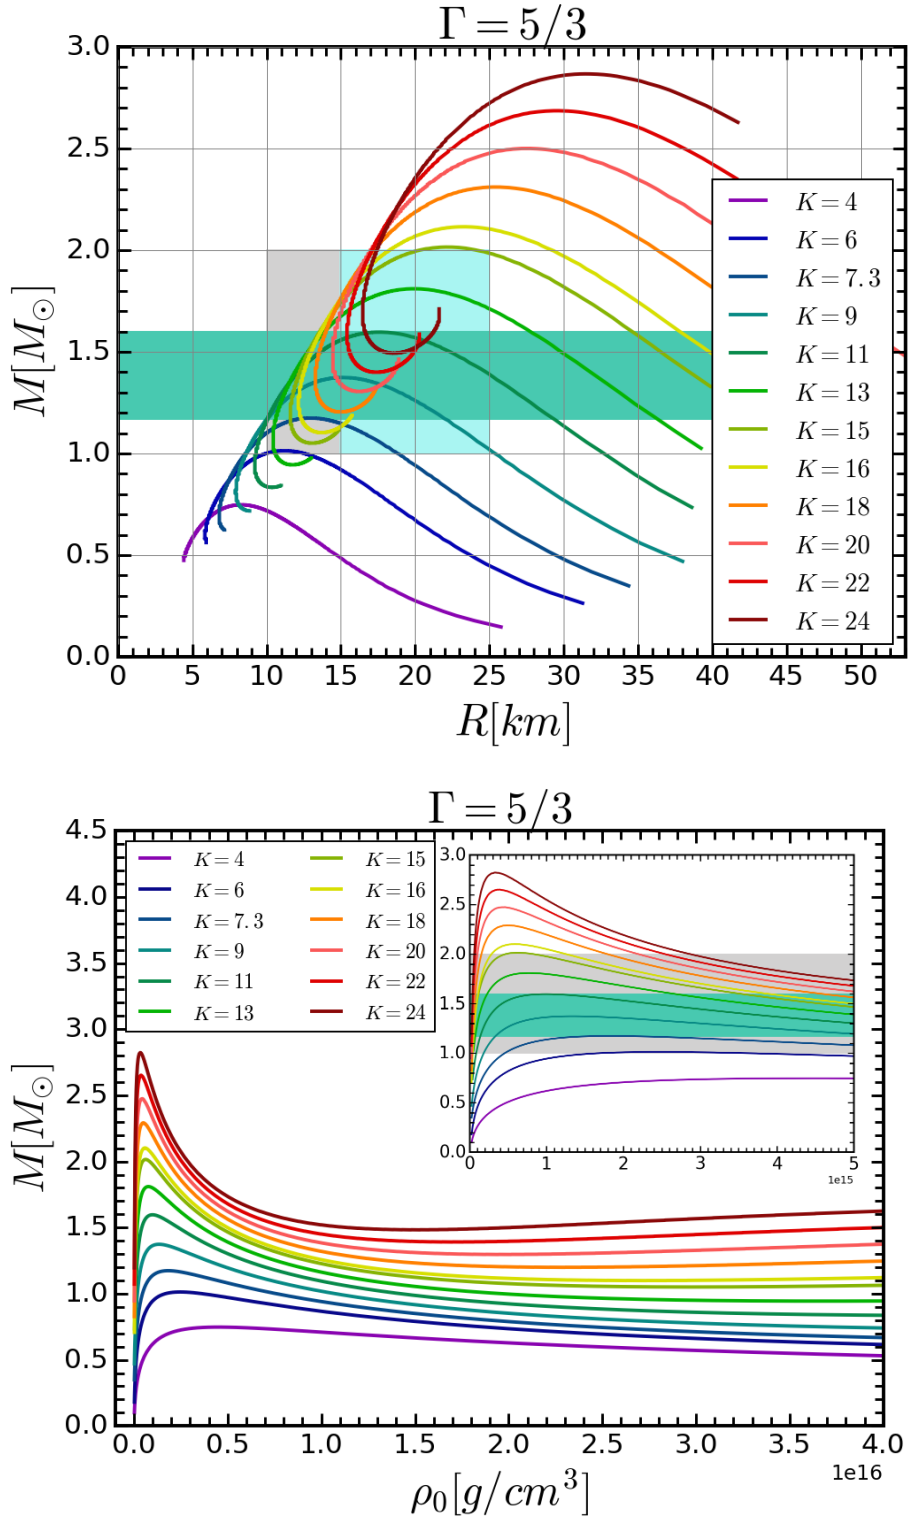 Γ = 5/3
3.0
2.5
2.0
1.5
1.0
0.5
0.0
M[M⊙]
K = 4
K = 6
K = 7.3
K = 9
K = 11
K = 13
K = 15
K = 16
K = 18
K = 20
K = 22
K = 24
0 5 10 15 20 25 30 35 40 45 50
R[km]
Γ = 5/3
4.5
4.0
3.5
3.0
2.5
2.0
1.5
1.0
0.5
0.0
M[M⊙]
K = 4 K = 15
K = 6 K = 16
K = 7.3 K = 18
K = 9 K = 20
K = 11 K = 22
K = 13 K = 24
3.0
2.5
2.0
1.5
1.0
0.5
0.0
0 1 2 3 4 5
1e15
0.0 0.5 1.0 1.5 2.0 2.5 3.0 3.5 4.0
1e16
ρ₀[g/cm³]